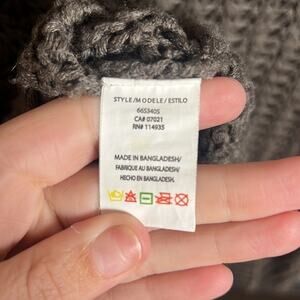 STYLE/MODELE/ESTILO
6653405
CA# 07021
RN# 114935
MADE IN BANGLADESH/
FABRIQUE AU BANGLADESH/
HECHO EN BANGLADESH.